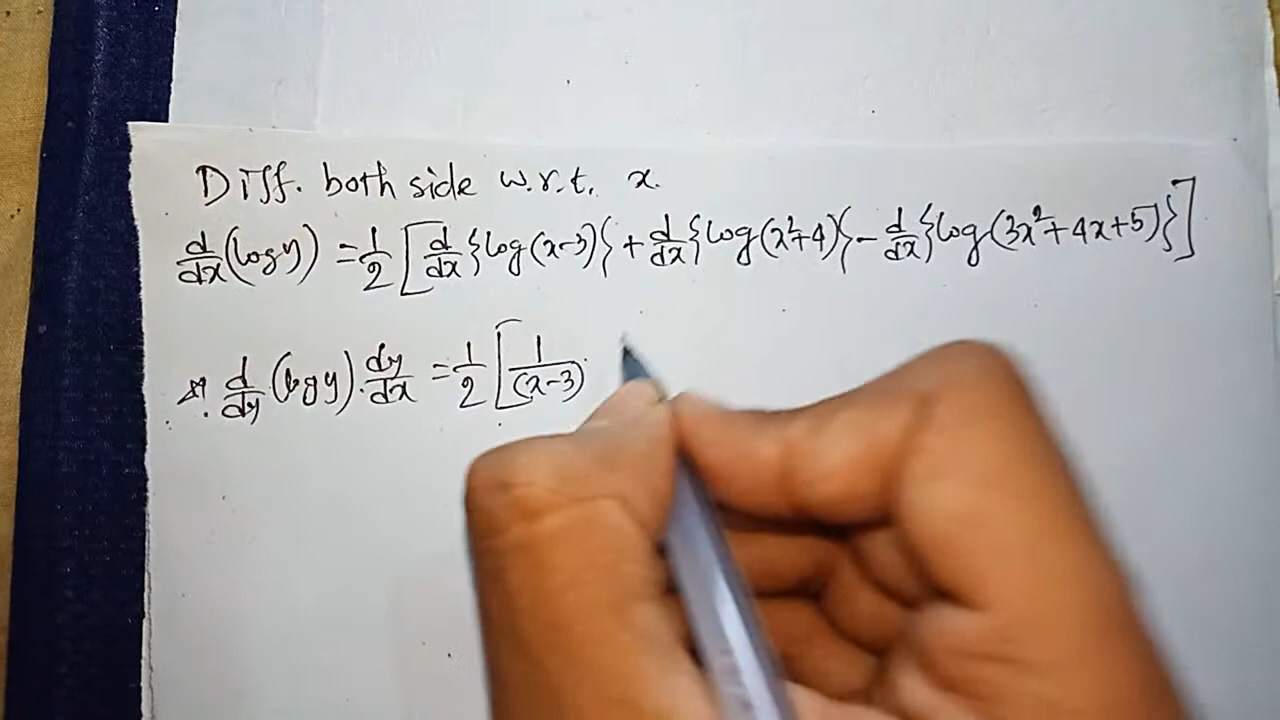 Diff. both side w.r.t. x.
d/dx (log y) = 1/2 [ d/dx {log(x-3)} + d/dx {log(x²+4)} - d/dx {log(3x²+4x+5)} ]
d/dy (log y) . dy/dx = 1/2 [ 1/(x-3)